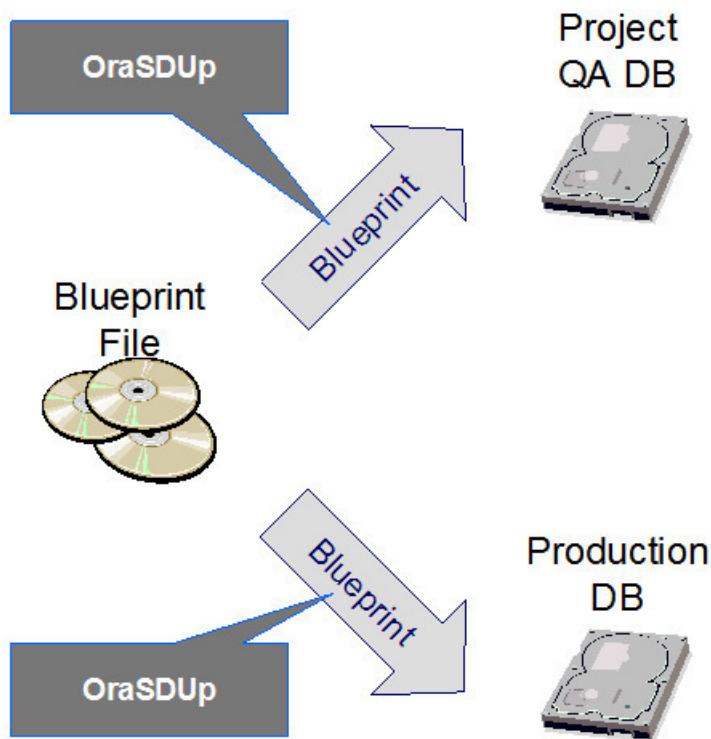 OraSDUp
Project
QA DB
Blueprint
Blueprint
File
Blueprint
Production
DB
OraSDUp